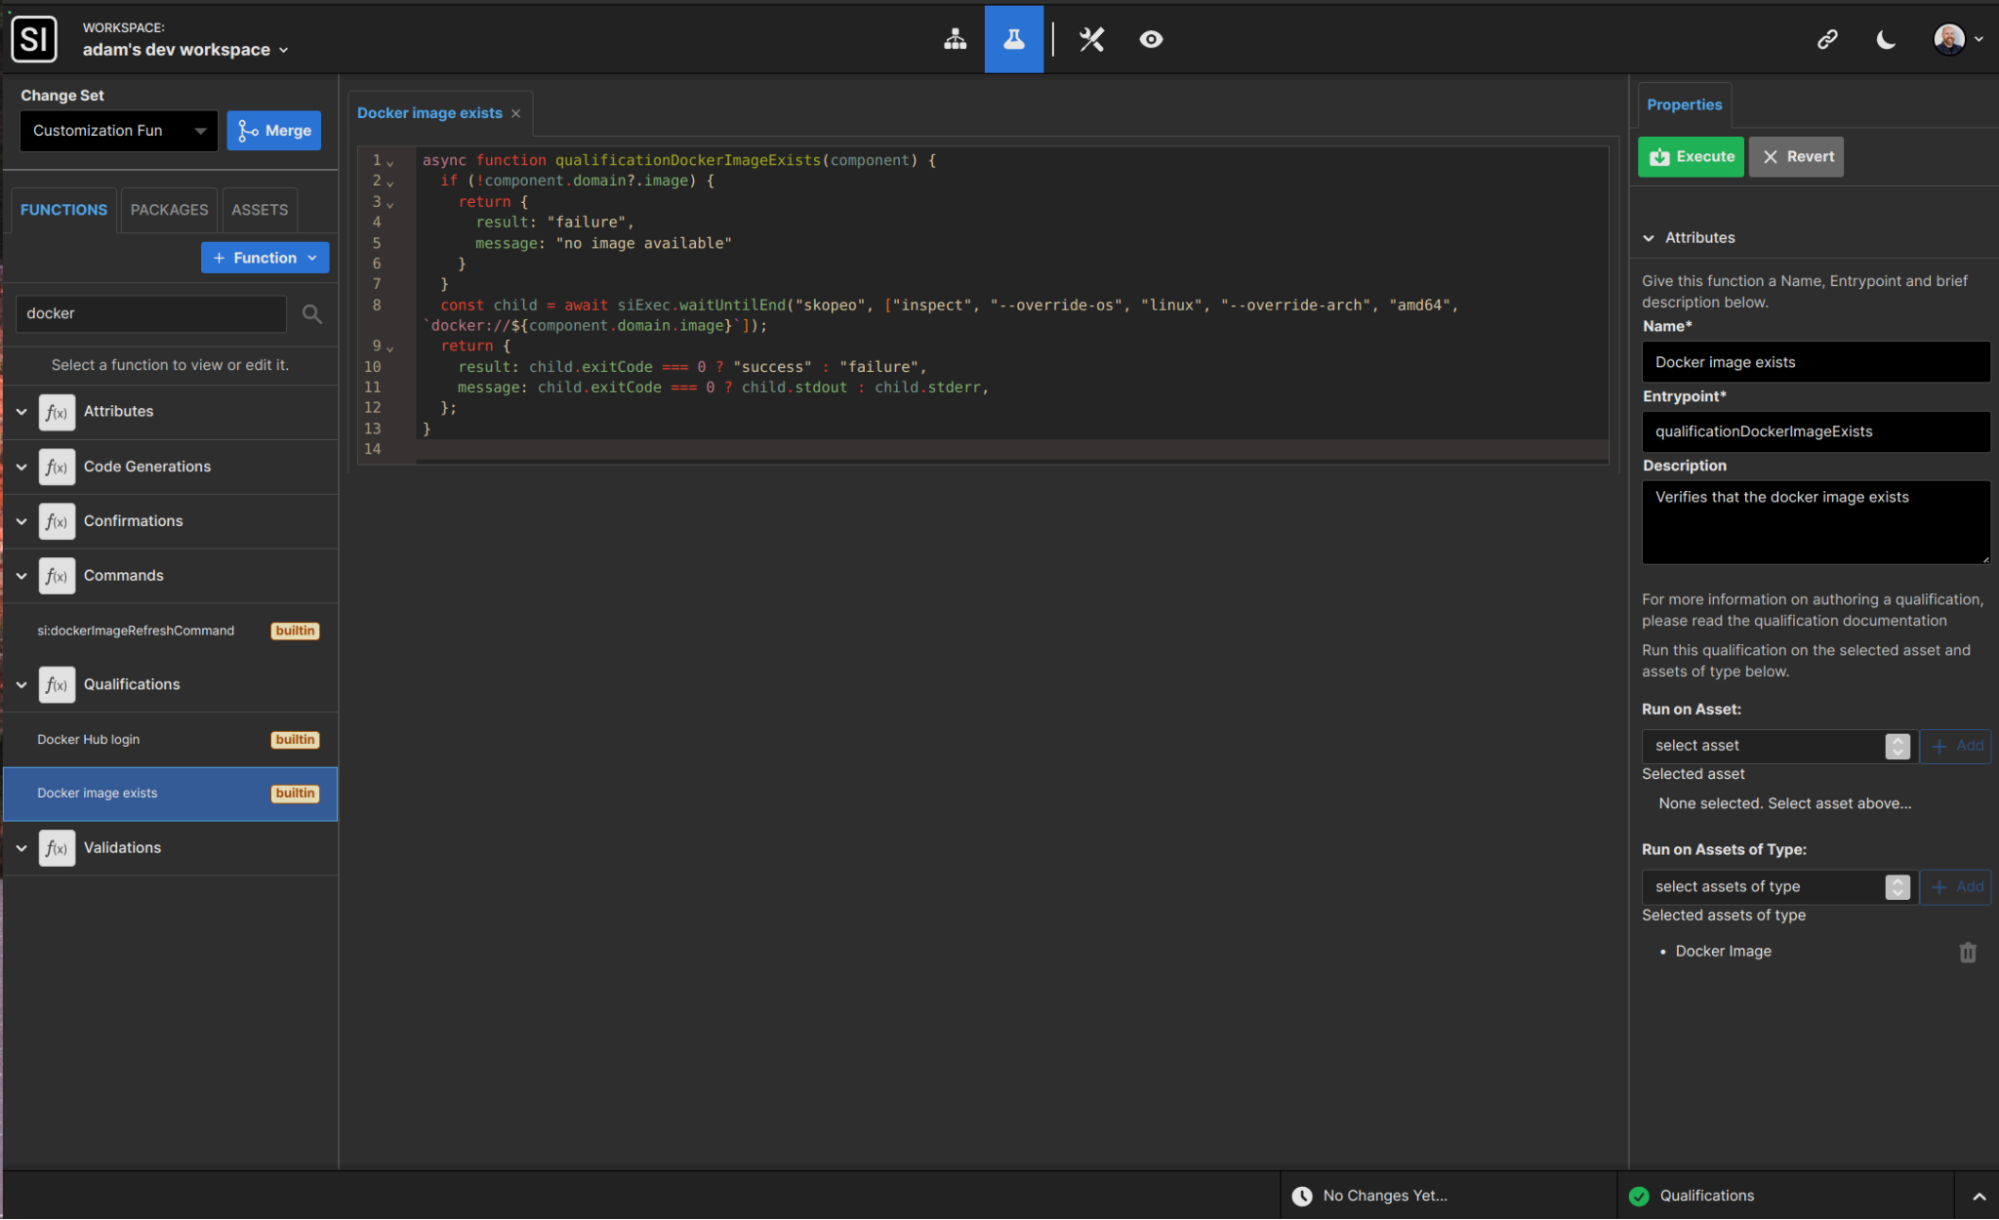 SI
WORKSPACE:
adam's dev workspace
Change Set
Customization Fun
Merge
FUNCTIONS
PACKAGES
ASSETS
+ Function
docker
Select a function to view or edit it.
f(x) Attributes
f(x) Code Generations
f(x) Confirmations
f(x) Commands
si:dockerImageRefreshCommand builtin
f(x) Qualifications
Docker Hub login builtin
Docker image exists builtin
f(x) Validations
Docker image exists ×
1 async function qualificationDockerImageExists(component) {
2 if (!component.domain?.image) {
3 return {
4 result: "failure",
5 message: "no image available"
6 }
7 }
8 const child = await siExec.waitUntilEnd("skopeo", ["inspect", "--override-os", "linux", "--override-arch", "amd64",
`docker://${component.domain.image}`]);
9 return {
10 result: child.exitCode === 0 ? "success" : "failure",
11 message: child.exitCode === 0 ? child.stdout : child.stderr,
12 };
13 }
14
Properties
Execute
Revert
Attributes
Give this function a Name, Entrypoint and brief
description below.
Name*
Docker image exists
Entrypoint*
qualificationDockerImageExists
Description
Verifies that the docker image exists
For more information on authoring a qualification,
please read the qualification documentation
Run this qualification on the selected asset and
assets of type below.
Run on Asset:
select asset
+ Add
Selected asset
None selected. Select asset above...
Run on Assets of Type:
select assets of type
+ Add
Selected assets of type
• Docker Image
No Changes Yet...
Qualifications